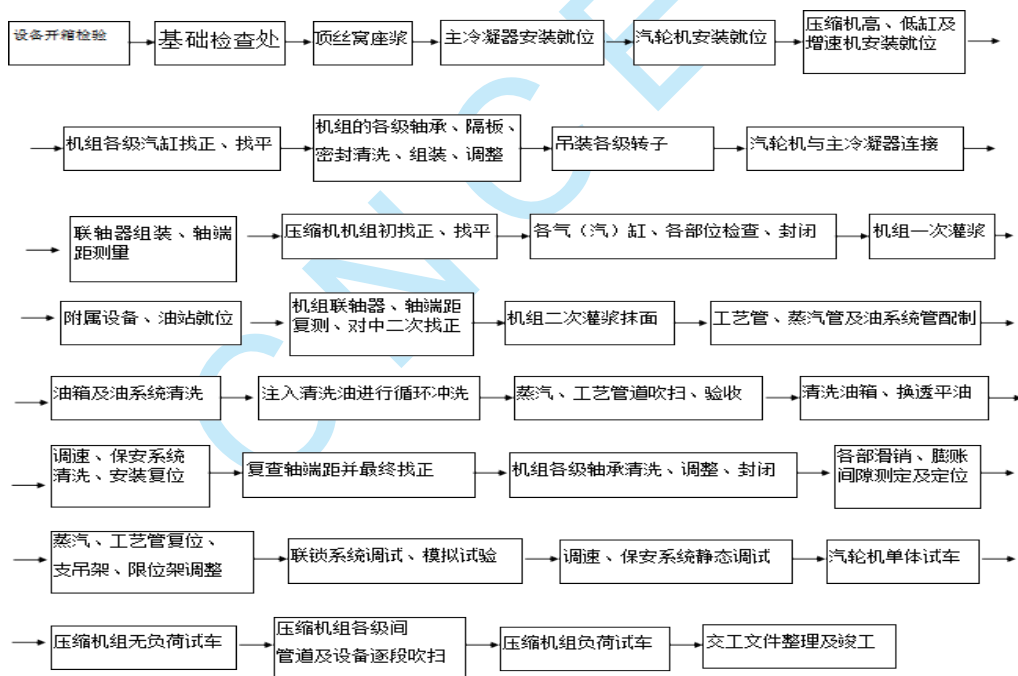 设备开箱检验
基础检查处
顶丝窝座浆
主冷凝器安装就位
汽轮机安装就位
压缩机高、低缸及
增速机安装就位
机组各级汽缸找正、找平
机组的各级轴承、隔板、
密封清洗、组装、调整
吊装各级转子
汽轮机与主冷凝器连接
联轴器组装、轴端
距测量
压缩机机组初找正、找平
各气（汽）缸、各部位检查、封闭
机组一次灌浆
附属设备、油站就位
机组联轴器、轴端距
复测、对中二次找正
机组二次灌浆抹面
工艺管、蒸汽管及油系统管配制
油箱及油系统清洗
注入清洗油进行循环冲洗
蒸汽、工艺管道吹扫、验收
清洗油箱、换透平油
调速、保安系统
清洗、安装复位
复查轴端距并最终找正
机组各级轴承清洗、调整、封闭
各部滑销、膨账
间隙测定及定位
蒸汽、工艺管复位、
支吊架、限位架调整
联锁系统调试、模拟试验
调速、保安系统静态调试
汽轮机单体试车
压缩机组无负荷试车
压缩机组各级间
管道及设备逐段吹扫
压缩机组负荷试车
交工文件整理及竣工
CNCE